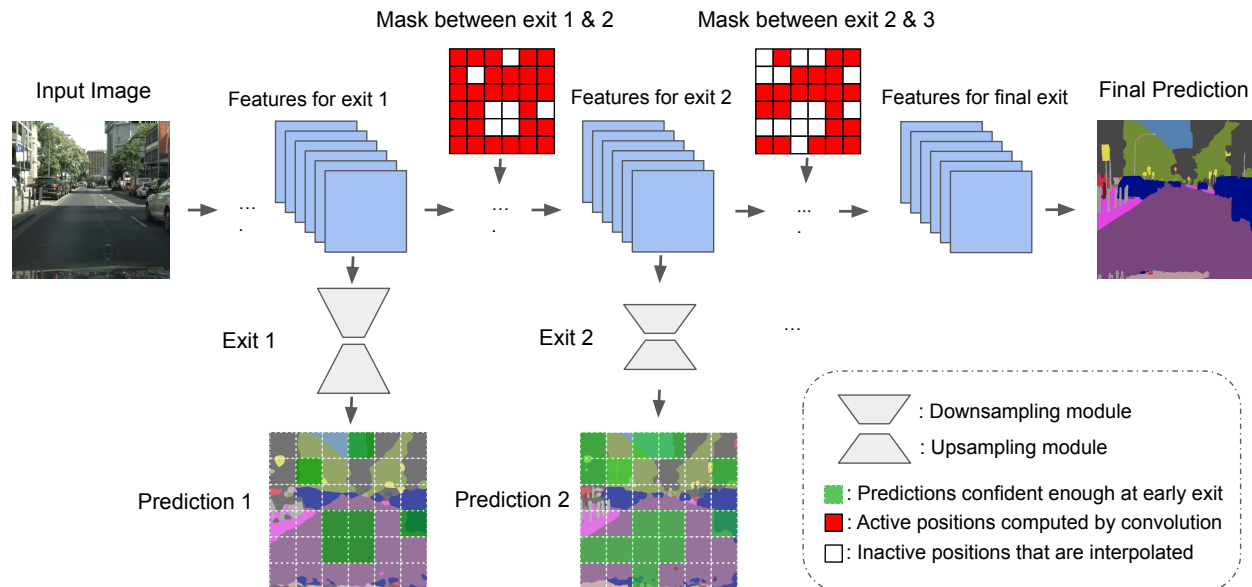 Mask between exit 1 & 2
Mask between exit 2 & 3
Input Image
Features for exit 1
Features for exit 2
Features for final exit
Final Prediction
...
.
...
.
...
.
Exit 1
Exit 2
...
: Downsampling module
: Upsampling module
Prediction 1
Prediction 2
: Predictions confident enough at early exit
: Active positions computed by convolution
: Inactive positions that are interpolated